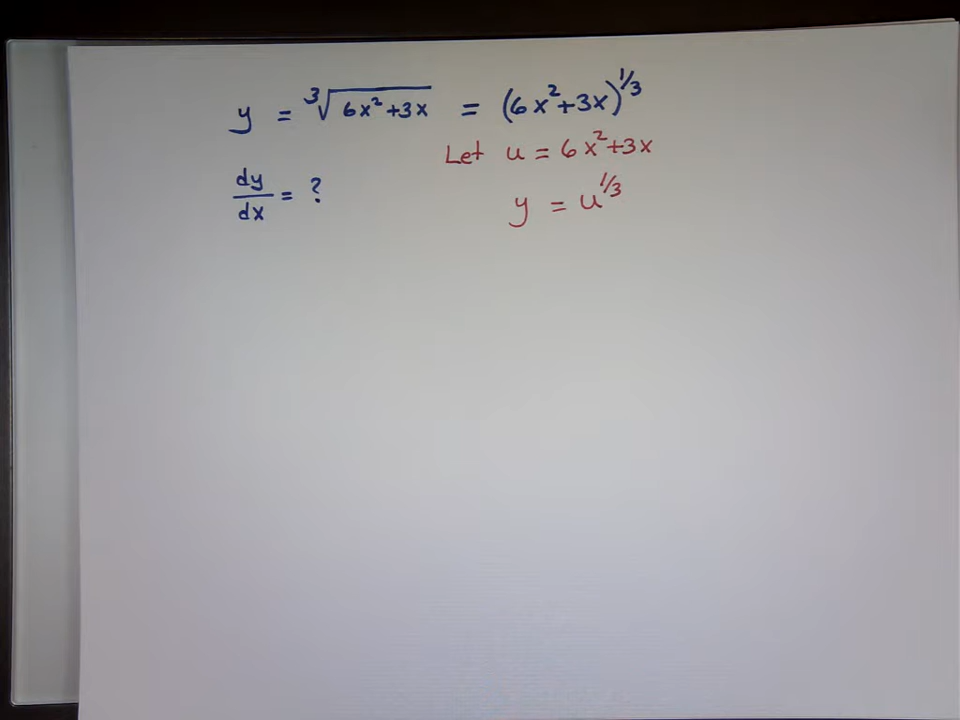 y = ∛(6x²+3x) = (6x²+3x)^1/3
Let u = 6x²+3x
dy/dx = ?
y = u^1/3